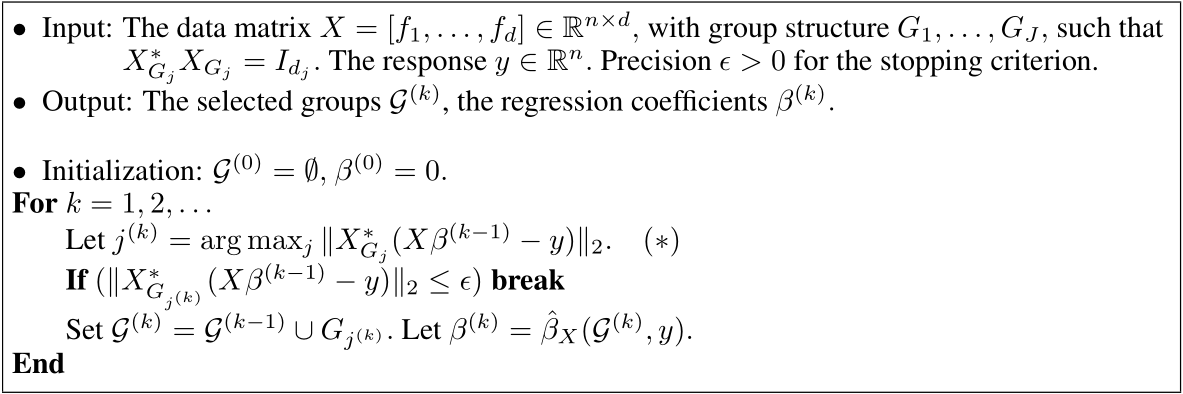 • Input: The data matrix $X = [f_1, \ldots, f_d] \in \mathbb{R}^{n \times d}$, with group structure $G_1, \ldots, G_J$, such that
$X^*_{G_j} X_{G_j} = I_{d_j}$. The response $y \in \mathbb{R}^n$. Precision $\epsilon > 0$ for the stopping criterion.
• Output: The selected groups $\mathcal{G}^{(k)}$, the regression coefficients $\beta^{(k)}$.
• Initialization: $\mathcal{G}^{(0)} = \emptyset$, $\beta^{(0)} = 0$.
For $k = 1, 2, \ldots$
Let $j^{(k)} = \arg\max_j \|X^*_{G_j}(X\beta^{(k-1)} - y)\|_2$. $(*)$
If $(\|X^*_{G_{j^{(k)}}}(X\beta^{(k-1)} - y)\|_2 \leq \epsilon)$ break
Set $\mathcal{G}^{(k)} = \mathcal{G}^{(k-1)} \cup G_{j^{(k)}}$. Let $\beta^{(k)} = \hat{\beta}_X(\mathcal{G}^{(k)}, y)$.
End